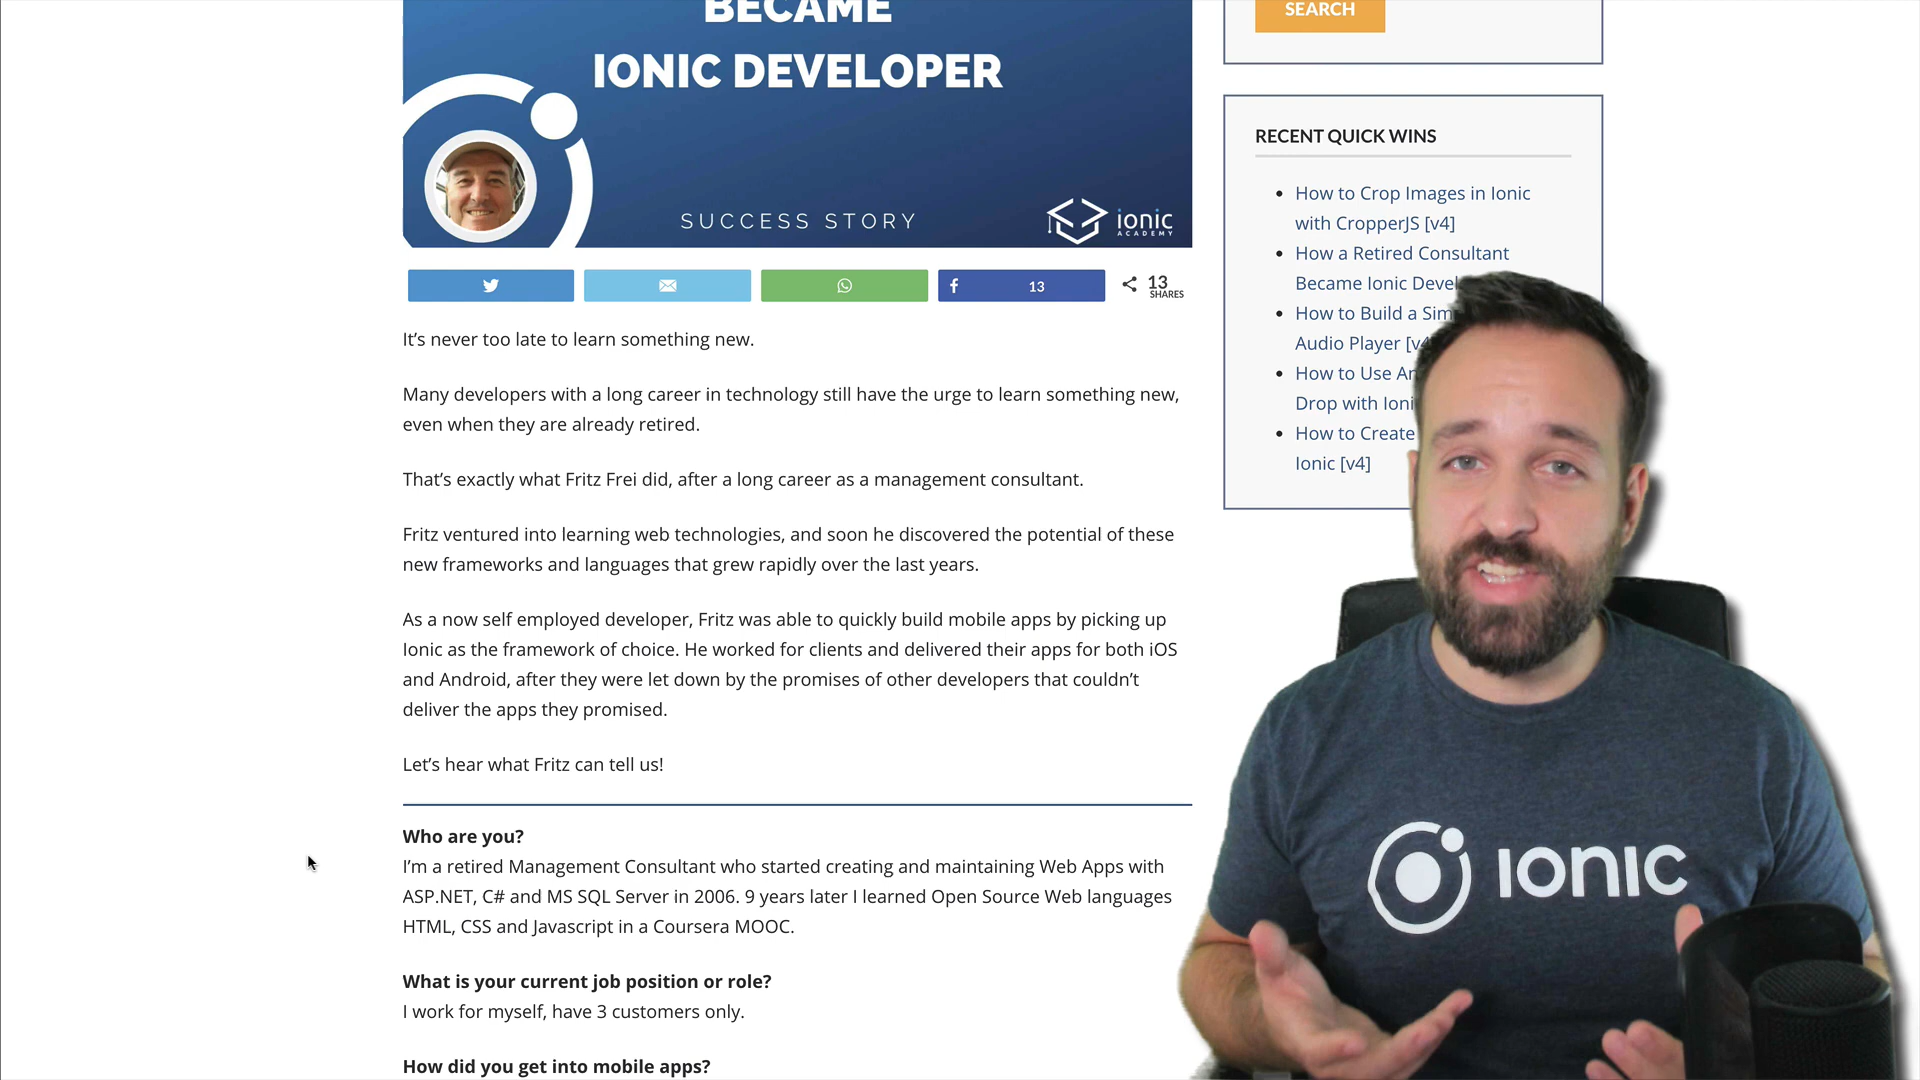 BECAME
IONIC DEVELOPER
SUCCESS STORY
ionic
ACADEMY
13
13
SHARES
It’s never too late to learn something new.
Many developers with a long career in technology still have the urge to learn something new,
even when they are already retired.
That’s exactly what Fritz Frei did, after a long career as a management consultant.
Fritz ventured into learning web technologies, and soon he discovered the potential of these
new frameworks and languages that grew rapidly over the last years.
As a now self employed developer, Fritz was able to quickly build mobile apps by picking up
Ionic as the framework of choice. He worked for clients and delivered their apps for both iOS
and Android, after they were let down by the promises of other developers that couldn’t
deliver the apps they promised.
Let’s hear what Fritz can tell us!
Who are you?
I’m a retired Management Consultant who started creating and maintaining Web Apps with
ASP.NET, C# and MS SQL Server in 2006. 9 years later I learned Open Source Web languages
HTML, CSS and Javascript in a Coursera MOOC.
What is your current job position or role?
I work for myself, have 3 customers only.
How did you get into mobile apps?
SEARCH
RECENT QUICK WINS
How to Crop Images in Ionic
with CropperJS [v4]
How a Retired Consultant
Became Ionic Devel
How to Build a Sim
Audio Player [v4
How to Use An
Drop with Ioni
How to Create
Ionic [v4]
IONIC